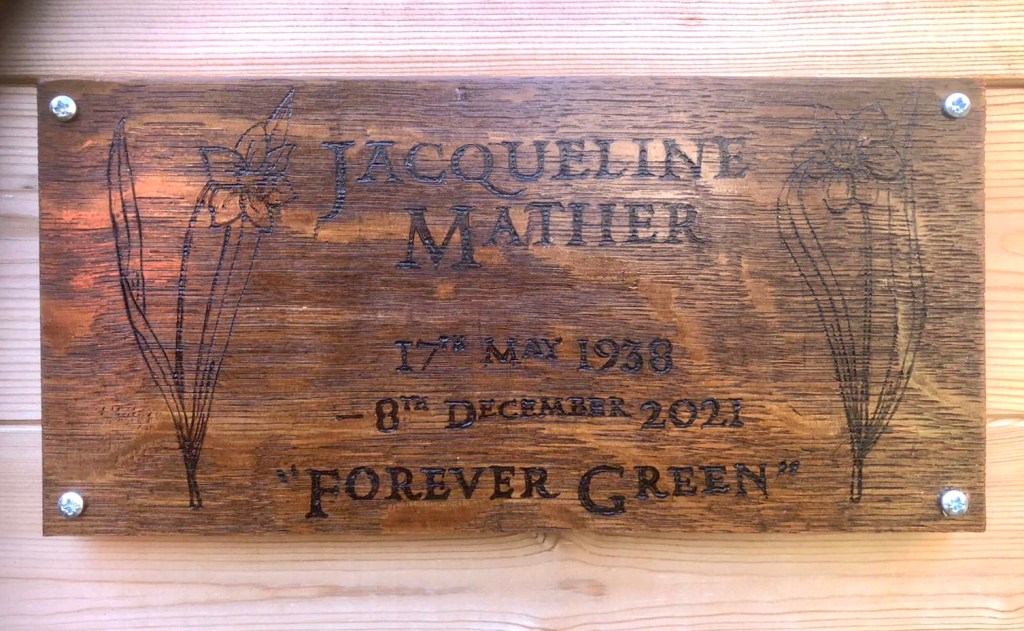 JACQUELINE
MATHER
17TH MAY 1938
- 8TH DECEMBER 2021
"FOREVER GREEN"